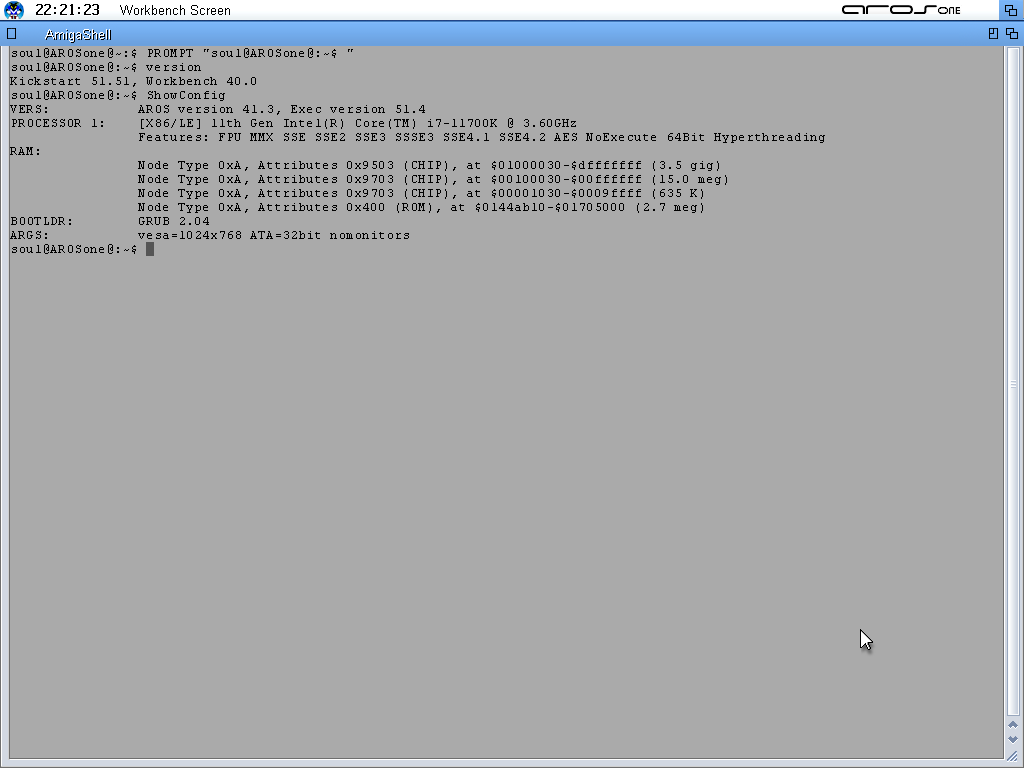 22:21:23 Workbench Screen AROS ONE
AmigaShell
soul@AROSone@:~:$ PROMPT "soul@AROSone@:~$ "
soul@AROSone@:~$ version
Kickstart 51.51, Workbench 40.0
soul@AROSone@:~$ ShowConfig
VERS: AROS version 41.3, Exec version 51.4
PROCESSOR 1: [X86/LE] 11th Gen Intel(R) Core(TM) i7-11700K @ 3.60GHz
Features: FPU MMX SSE SSE2 SSE3 SSSE3 SSE4.1 SSE4.2 AES NoExecute 64Bit Hyperthreading
RAM:
Node Type 0xA, Attributes 0x9503 (CHIP), at $01000030-$dfffffff (3.5 gig)
Node Type 0xA, Attributes 0x9703 (CHIP), at $00100030-$00ffffff (15.0 meg)
Node Type 0xA, Attributes 0x9703 (CHIP), at $00001030-$0009ffff (635 K)
Node Type 0xA, Attributes 0x400 (ROM), at $0144ab10-$01705000 (2.7 meg)
BOOTLDR: GRUB 2.04
ARGS: vesa=1024x768 ATA=32bit nomonitors
soul@AROSone@:~$